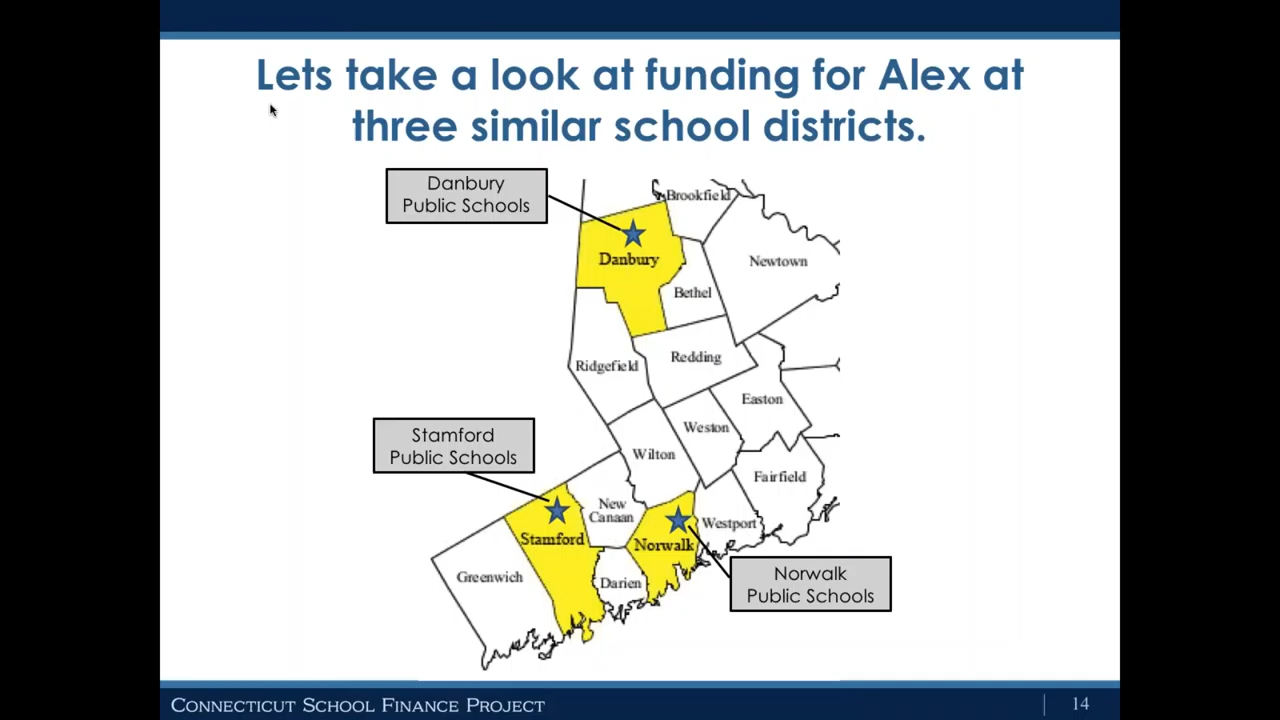 Lets take a look at funding for Alex at
three similar school districts.
Danbury
Public Schools
Brookfield
Danbury
Newtown
Bethel
Ridgefield
Redding
Easton
Weston
Stamford
Public Schools
Wilton
Fairfield
New
Canaan
Westport
Stamford
Norwalk
Greenwich
Darien
Norwalk
Public Schools
CONNECTICUT SCHOOL FINANCE PROJECT
14